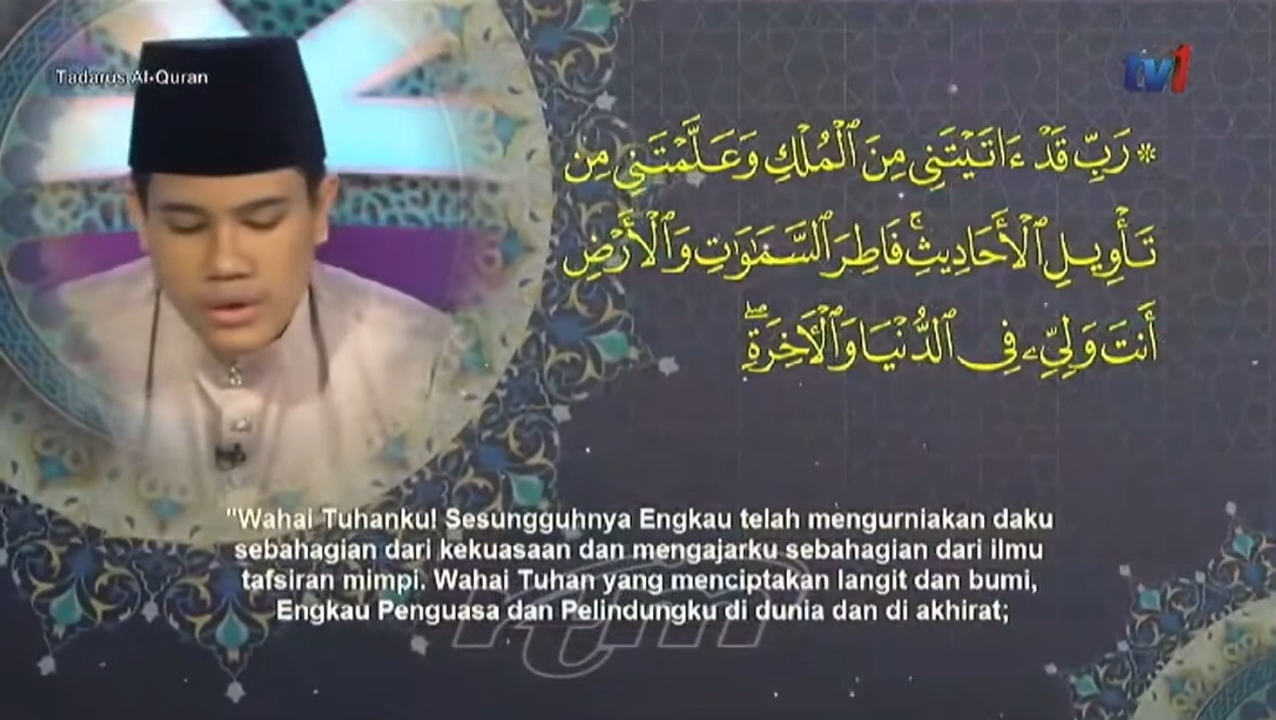 Tadarus Al-Quran
tv1
* رَبِّ قَدْ ءَاتَيْتَنِى مِنَ ٱلْمُلْكِ وَعَلَّمْتَنِى مِن
تَأْوِيلِ ٱلْأَحَادِيثِ ۚ فَاطِرَ ٱلسَّمَٰوَٰتِ وَٱلْأَرْضِ
أَنتَ وَلِىِّۦ فِى ٱلدُّنْيَا وَٱلْـَٔاخِرَةِ ۖ
"Wahai Tuhanku! Sesungguhnya Engkau telah mengurniakan daku
sebahagian dari kekuasaan dan mengajarku sebahagian dari ilmu
tafsiran mimpi. Wahai Tuhan yang menciptakan langit dan bumi,
Engkau Penguasa dan Pelindungku di dunia dan di akhirat;